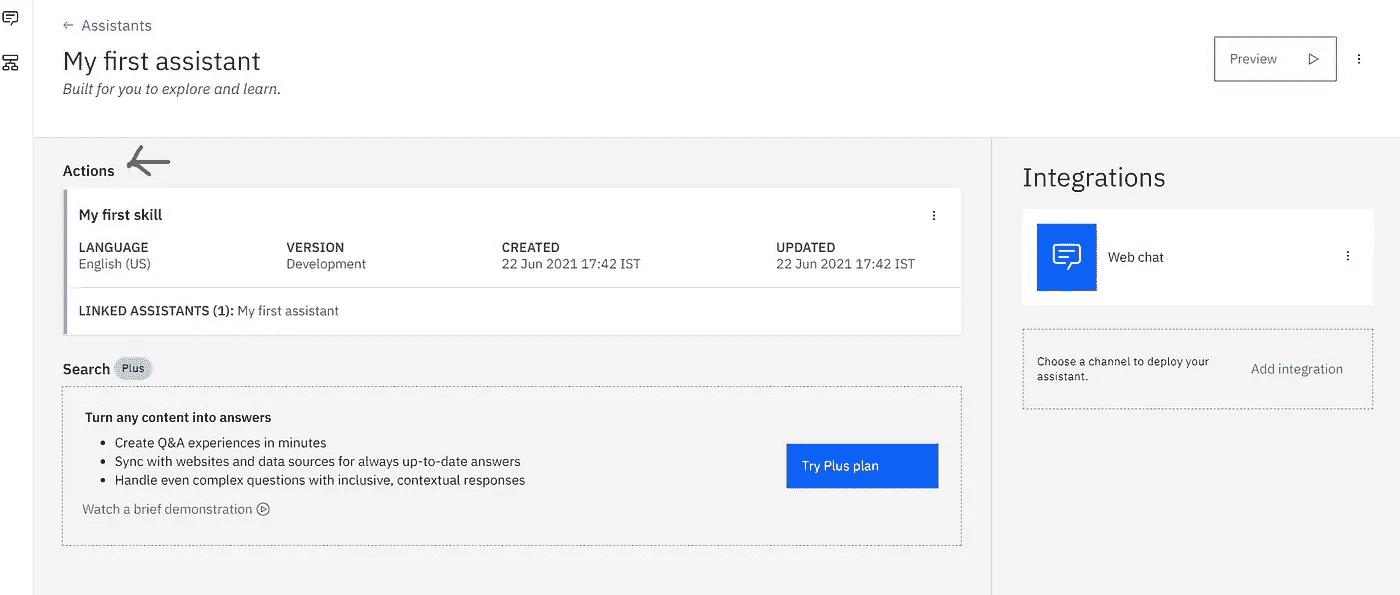 ← Assistants
My first assistant
Built for you to explore and learn.
Preview
Actions
My first skill
LANGUAGE VERSION CREATED UPDATED
English (US) Development 22 Jun 2021 17:42 IST 22 Jun 2021 17:42 IST
LINKED ASSISTANTS (1): My first assistant
Search Plus
Turn any content into answers
• Create Q&A experiences in minutes
• Sync with websites and data sources for always up-to-date answers
• Handle even complex questions with inclusive, contextual responses
Watch a brief demonstration
Try Plus plan
Integrations
Web chat
Choose a channel to deploy your
assistant.
Add integration